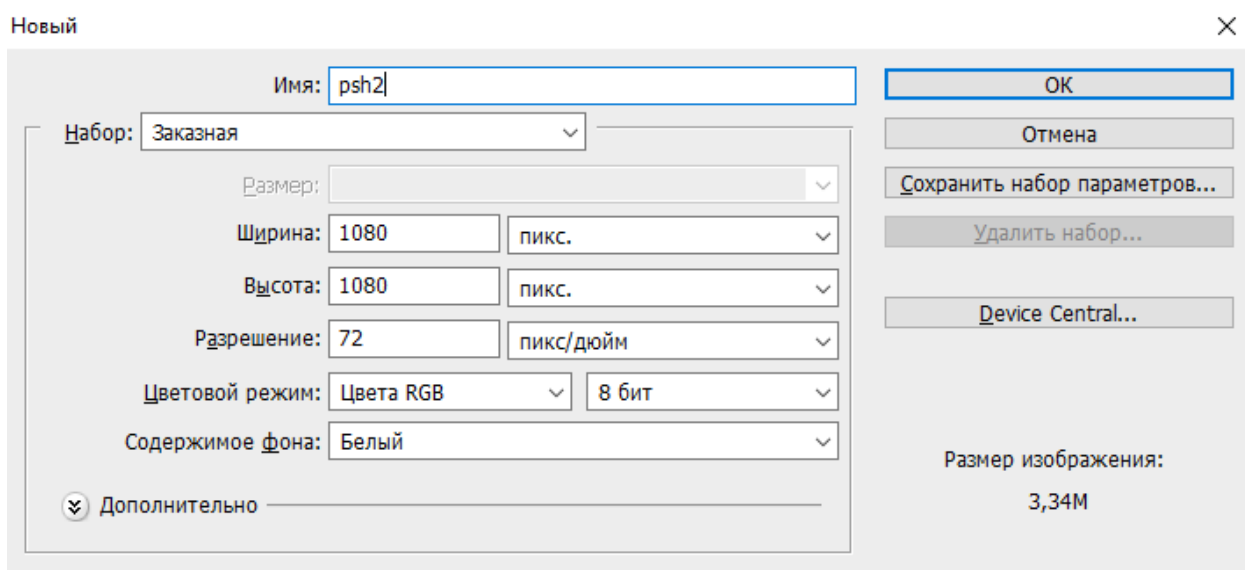 Новый
Имя: psh2
OK
Набор: Заказная
Отмена
Размер:
Сохранить набор параметров...
Ширина: 1080 пикс.
Удалить набор...
Высота: 1080 пикс.
Device Central...
Разрешение: 72 пикс/дюйм
Цветовой режим: Цвета RGB 8 бит
Содержимое фона: Белый
Размер изображения:
Дополнительно
3,34M